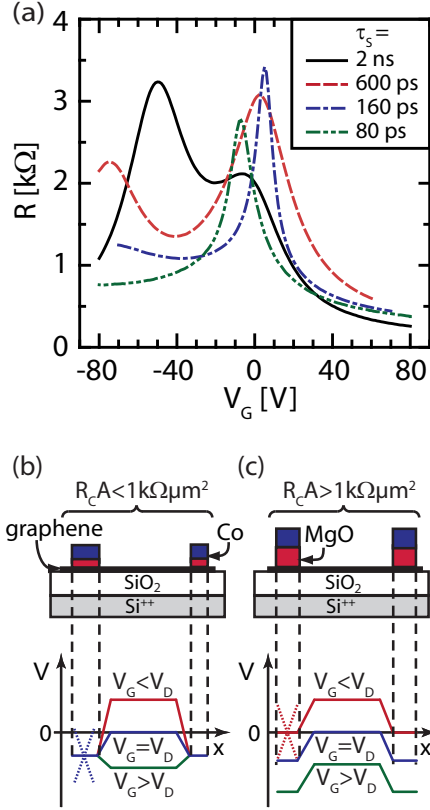 (a)
τS =
2 ns
600 ps
160 ps
80 ps
R [kΩ]
4
3
2
1
0
-80 -40 0 40 80
VG [V]
(b)
RCA<1kΩμm²
graphene
Co
SiO2
Si++
V
VG<VD
0
VG=VD
x
VG>VD
(c)
RCA>1kΩμm²
MgO
SiO2
Si++
V
VG<VD
0
VG=VD
x
VG>VD